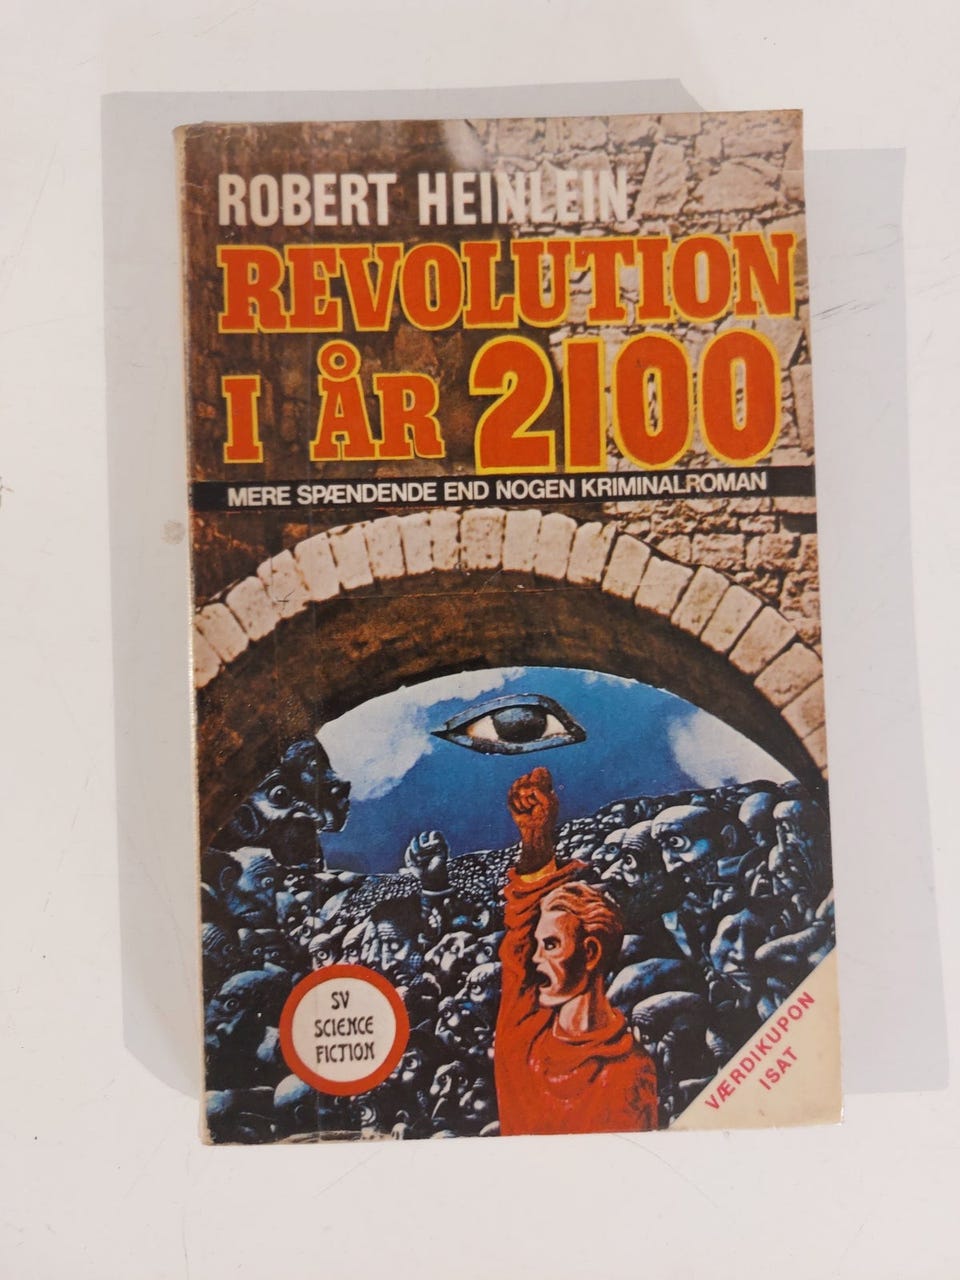 ROBERT HEINLEIN
REVOLUTION
I ÅR 2100
MERE SPÆNDENDE END NOGEN KRIMINALROMAN
SV
SCIENCE
FICTION
VÆRDIKUPON
ISAT